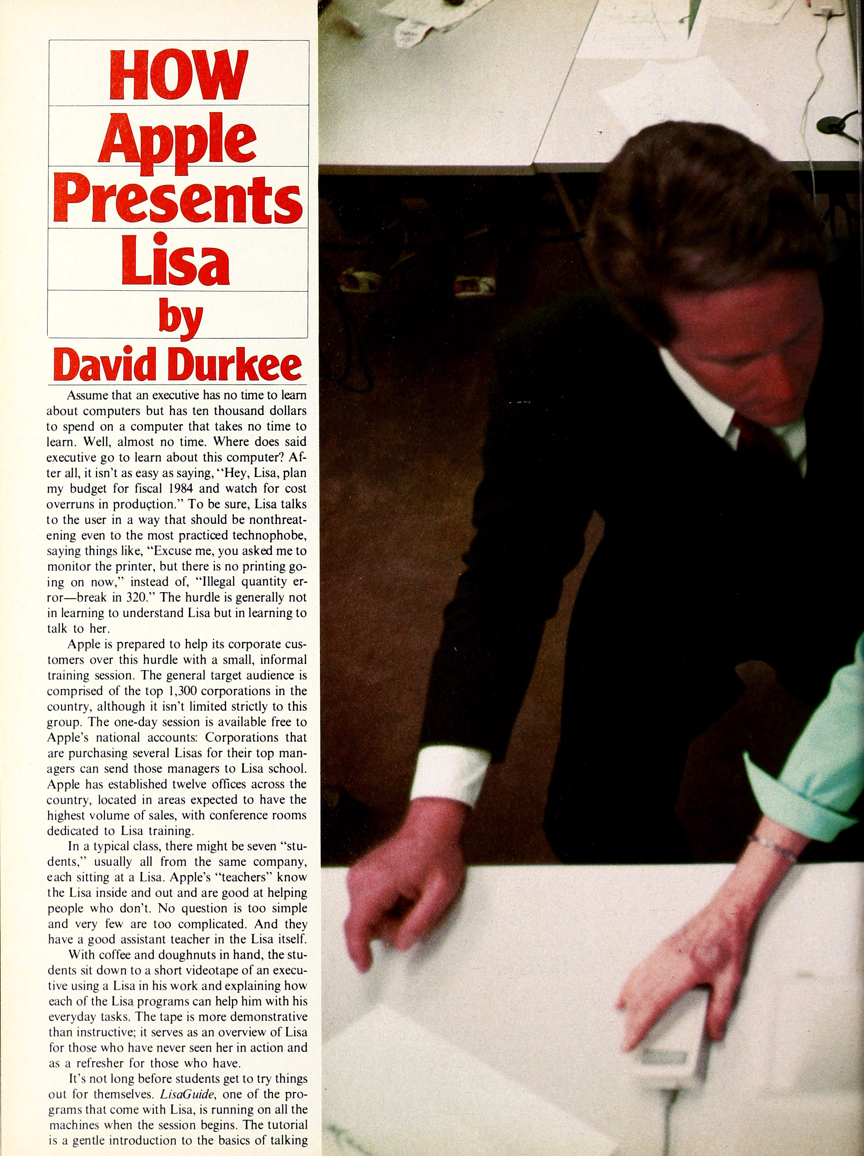 HOW
Apple
Presents
Lisa
by
David Durkee
Assume that an executive has no time to learn
about computers but has ten thousand dollars
to spend on a computer that takes no time to
learn. Well, almost no time. Where does said
executive go to learn about this computer? Af-
ter all, it isn't as easy as saying, “Hey, Lisa, plan
my budget for fiscal 1984 and watch for cost
overruns in production.” To be sure, Lisa talks
to the user in a way that should be nonthreat-
ening even to the most practiced technophobe,
saying things like, “Excuse me, you asked me to
monitor the printer, but there is no printing go-
ing on now,” instead of, “Illegal quantity er-
ror—break in 320.” The hurdle is generally not
in learning to understand Lisa but in learning to
talk to her.
Apple is prepared to help its corporate cus-
tomers over this hurdle with a small, informal
training session. The general target audience is
comprised of the top 1,300 corporations in the
country, although it isn't limited strictly to this
group. The one-day session is available free to
Apple's national accounts: Corporations that
are purchasing several Lisas for their top man-
agers can send those managers to Lisa school.
Apple has established twelve offices across the
country, located in areas expected to have the
highest volume of sales, with conference rooms
dedicated to Lisa training.
In a typical class, there might be seven “stu-
dents,” usually all from the same company,
each sitting at a Lisa. Apple's “teachers” know
the Lisa inside and out and are good at helping
people who don't. No question is too simple
and very few are too complicated. And they
have a good assistant teacher in the Lisa itself.
With coffee and doughnuts in hand, the stu-
dents sit down to a short videotape of an execu-
tive using a Lisa in his work and explaining how
each of the Lisa programs can help him with his
everyday tasks. The tape is more demonstrative
than instructive; it serves as an overview of Lisa
for those who have never seen her in action and
as a refresher for those who have.
It's not long before students get to try things
out for themselves. LisaGuide, one of the pro-
grams that come with Lisa, is running on all the
machines when the session begins. The tutorial
is a gentle introduction to the basics of talking